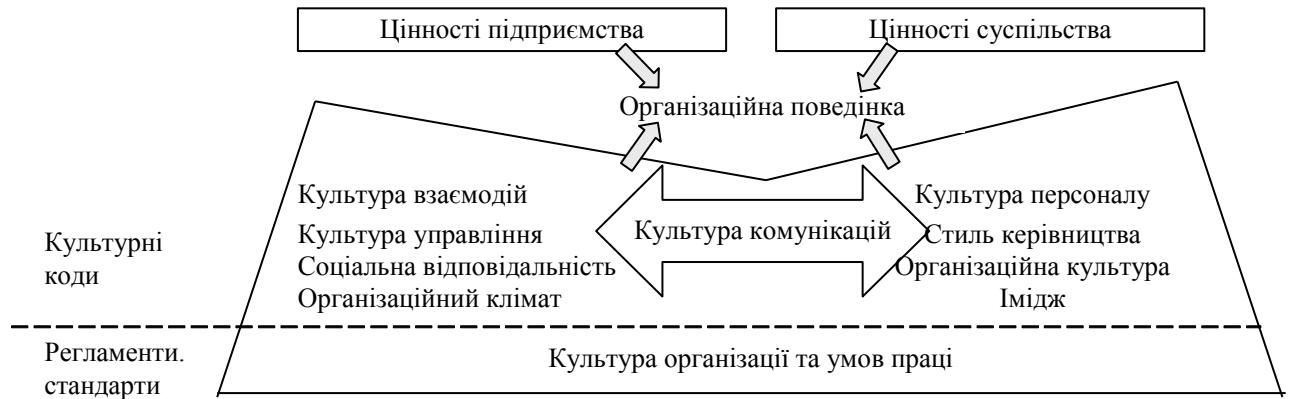 Цінності підприємства
Цінності суспільства
Організаційна поведінка
Культура взаємодій
Культура управління
Соціальна відповідальність
Організаційний клімат
Культура комунікацій
Культура персоналу
Стиль керівництва
Організаційна культура
Імідж
Культурні
коди
Регламенти.
стандарти
Культура організації та умов праці